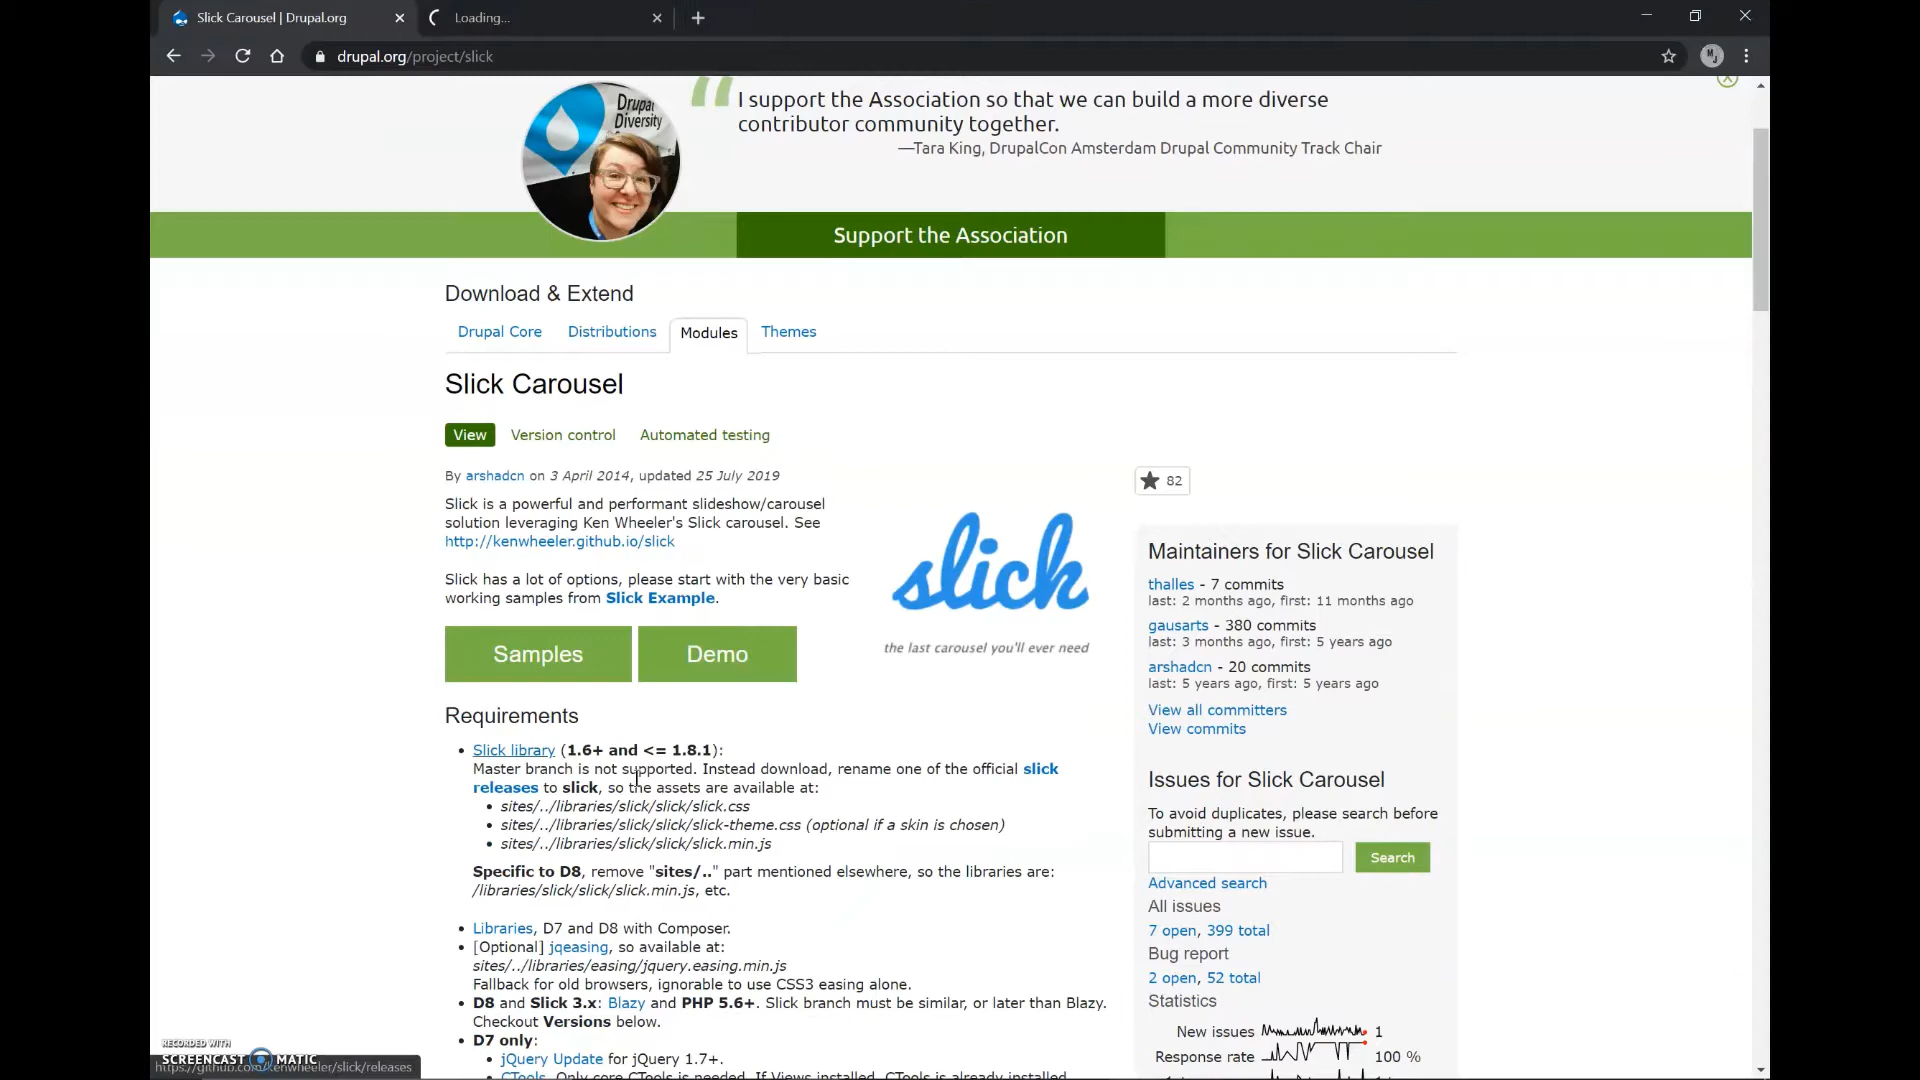 Slick Carousel | Drupal.org
Loading...
drupal.org/project/slick
Drupal
Diversity
I support the Association so that we can build a more diverse
contributor community together.
—Tara King, DrupalCon Amsterdam Drupal Community Track Chair
Support the Association
Download & Extend
Drupal Core Distributions Modules Themes
Slick Carousel
View Version control Automated testing
By arshadcn on 3 April 2014, updated 25 July 2019
Slick is a powerful and performant slideshow/carousel
solution leveraging Ken Wheeler's Slick carousel. See
http://kenwheeler.github.io/slick
Slick has a lot of options, please start with the very basic
working samples from Slick Example.
Samples Demo
slick
the last carousel you'll ever need
Requirements
• Slick library (1.6+ and <= 1.8.1):
Master branch is not supported. Instead download, rename one of the official slick
releases to slick, so the assets are available at:
• sites/../libraries/slick/slick/slick.css
• sites/../libraries/slick/slick/slick-theme.css (optional if a skin is chosen)
• sites/../libraries/slick/slick/slick.min.js
Specific to D8, remove "sites/.." part mentioned elsewhere, so the libraries are:
/libraries/slick/slick/slick.min.js, etc.
• Libraries, D7 and D8 with Composer.
• [Optional] jqeasing, so available at:
sites/../libraries/easing/jquery.easing.min.js
Fallback for old browsers, ignorable to use CSS3 easing alone.
• D8 and Slick 3.x: Blazy and PHP 5.6+. Slick branch must be similar, or later than Blazy.
Checkout Versions below.
• D7 only:
• jQuery Update for jQuery 1.7+.
• CTools. Only core CTools is needed. If Views installed, CTools is already installed
82
Maintainers for Slick Carousel
thalles - 7 commits
last: 2 months ago, first: 11 months ago
gausarts - 380 commits
last: 3 months ago, first: 5 years ago
arshadcn - 20 commits
last: 5 years ago, first: 5 years ago
View all committers
View commits
Issues for Slick Carousel
To avoid duplicates, please search before
submitting a new issue.
Search
Advanced search
All issues
7 open, 399 total
Bug report
2 open, 52 total
Statistics
New issues 1
Response rate 100 %
RECORDED WITH
SCREENCAST MATIC
https://github.com/kenwheeler/slick/releases